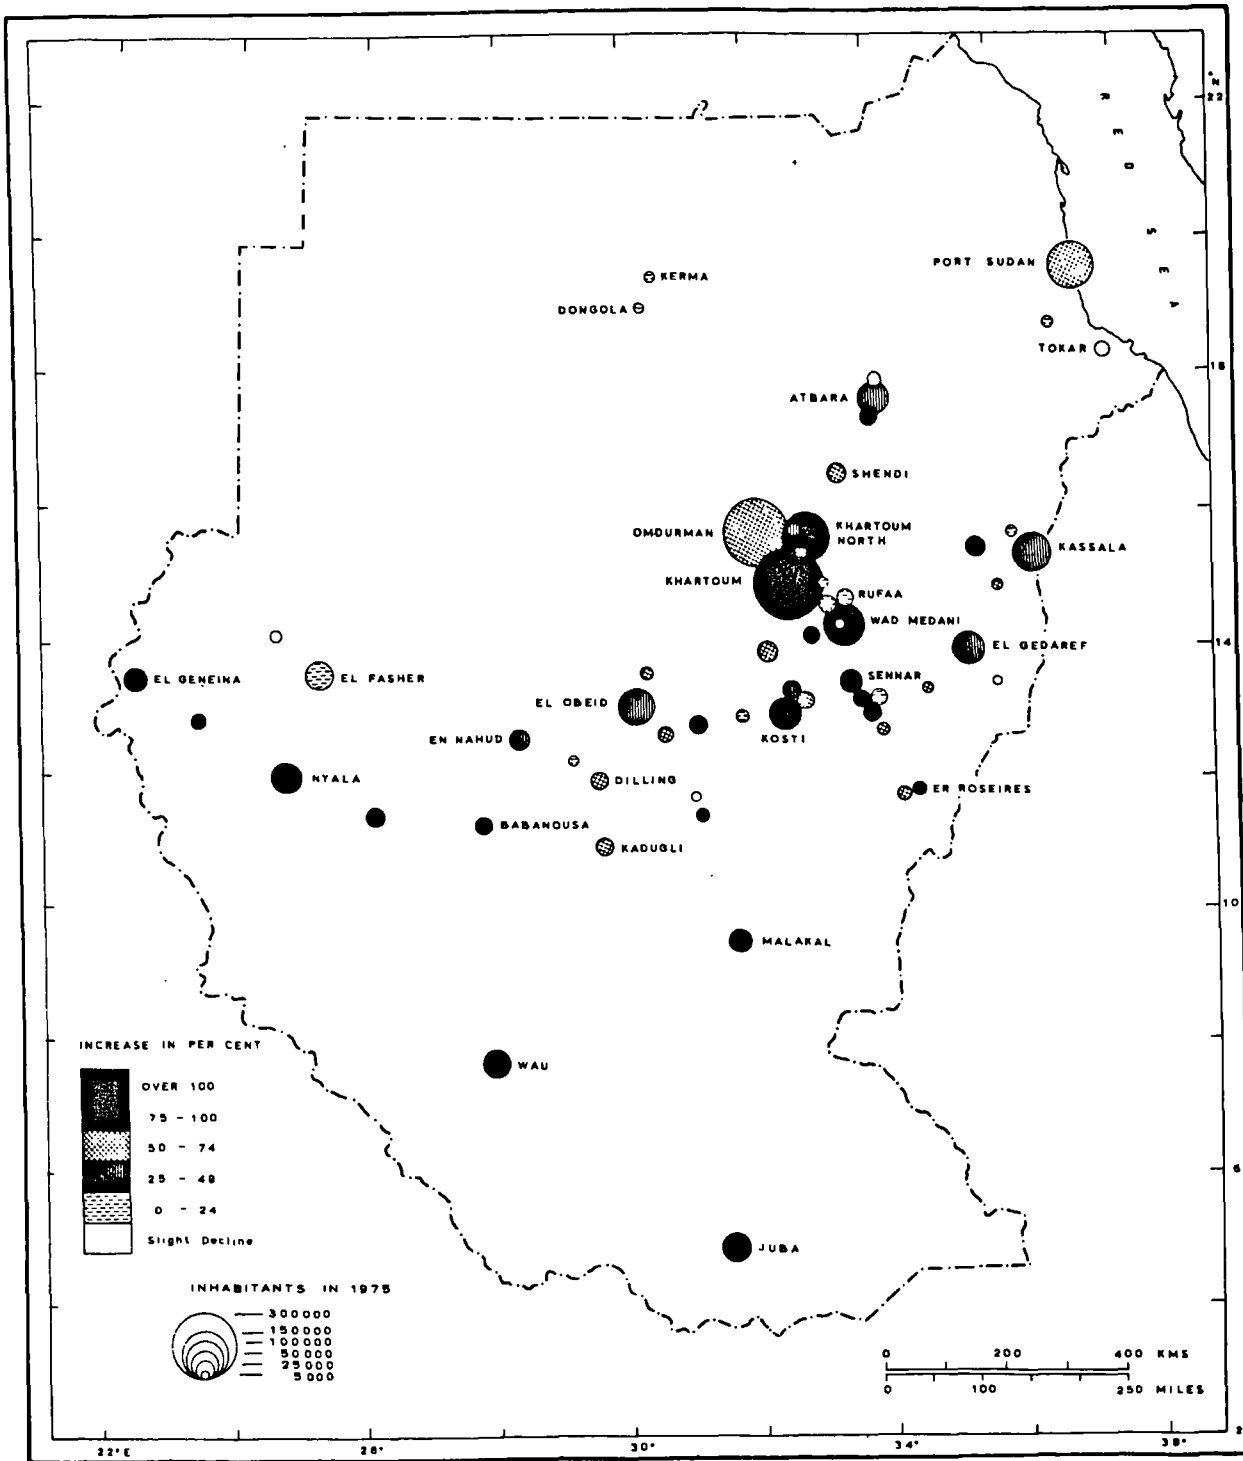 °N
22
RED SEA
PORT SUDAN
KERMA
DONGOLA
TOKAR
18
ATBARA
SHENDI
OMDURMAN
KHARTOUM
NORTH
KASSALA
KHARTOUM
RUFAA
WAD MEDANI
14
EL GEDAREF
EL GENEINA
EL FASHER
SENNAR
EL OBEID
EN NAHUD
KOSTI
NYALA
DILLING
ER ROSEIRES
BABANOUSA
KADUGLI
10
MALAKAL
INCREASE IN PER CENT
WAU
OVER 100
75 - 100
50 - 74
25 - 49
6
0 - 24
Slight Decline
JUBA
INHABITANTS IN 1975
300000
150000
100000
50000
25000
5000
0 200 400 KMS
0 100 250 MILES
2
22°E 26° 30° 34° 38°